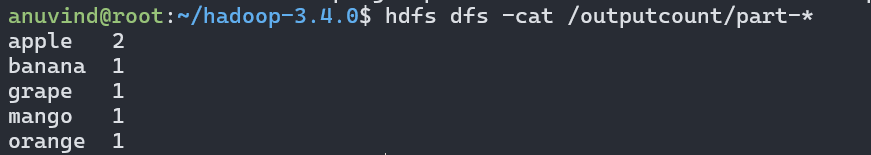 anuvind@root:~/hadoop-3.4.0$ hdfs dfs -cat /outputcount/part-*
apple   2
banana  1
grape   1
mango   1
orange  1